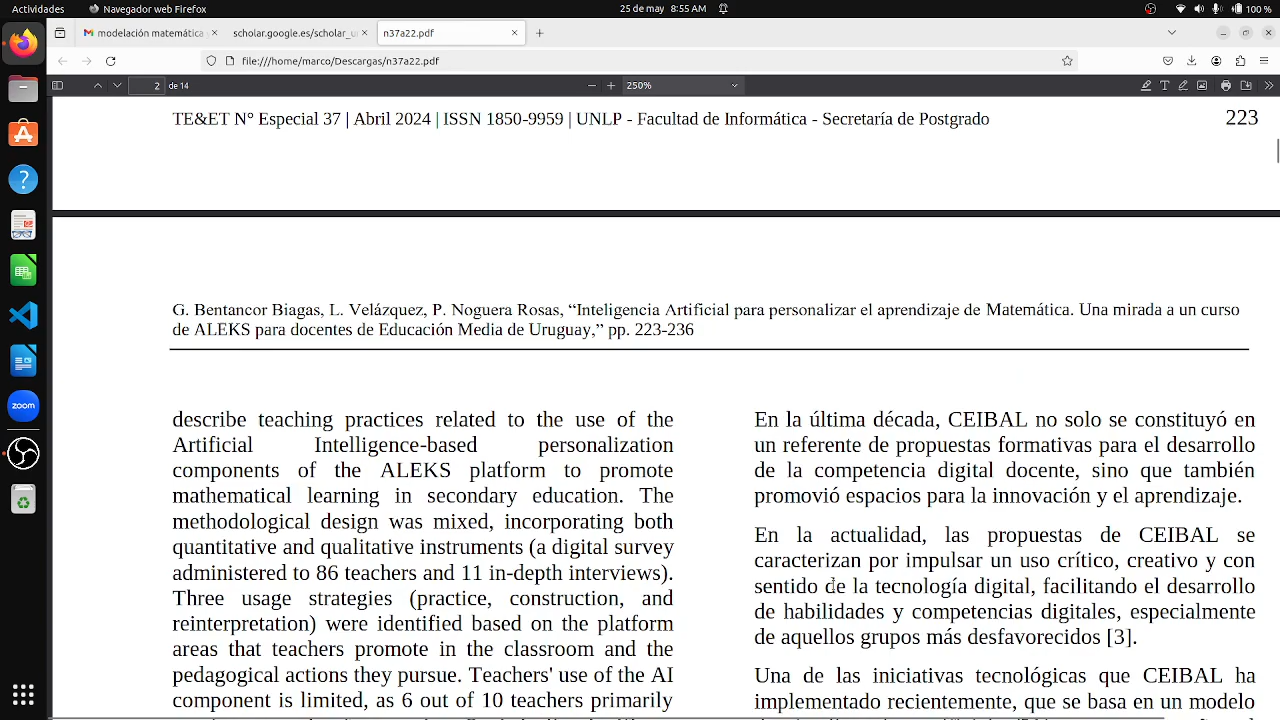 Actividades
Navegador web Firefox
25 de may 8:55 AM
100 %
modelación matemática
scholar.google.es/scholar_u
n37a22.pdf
file:///home/marco/Descargas/n37a22.pdf
2 de 14
250%
TE&ET N° Especial 37 | Abril 2024 | ISSN 1850-9959 | UNLP - Facultad de Informática - Secretaría de Postgrado
223
G. Bentancor Biagas, L. Velázquez, P. Noguera Rosas, “Inteligencia Artificial para personalizar el aprendizaje de Matemática. Una mirada a un curso
de ALEKS para docentes de Educación Media de Uruguay,” pp. 223-236
describe teaching practices related to the use of the
Artificial Intelligence-based personalization
components of the ALEKS platform to promote
mathematical learning in secondary education. The
methodological design was mixed, incorporating both
quantitative and qualitative instruments (a digital survey
administered to 86 teachers and 11 in-depth interviews).
Three usage strategies (practice, construction, and
reinterpretation) were identified based on the platform
areas that teachers promote in the classroom and the
pedagogical actions they pursue. Teachers' use of the AI
component is limited, as 6 out of 10 teachers primarily
En la última década, CEIBAL no solo se constituyó en
un referente de propuestas formativas para el desarrollo
de la competencia digital docente, sino que también
promovió espacios para la innovación y el aprendizaje.
En la actualidad, las propuestas de CEIBAL se
caracterizan por impulsar un uso crítico, creativo y con
sentido de la tecnología digital, facilitando el desarrollo
de habilidades y competencias digitales, especialmente
de aquellos grupos más desfavorecidos [3].
Una de las iniciativas tecnológicas que CEIBAL ha
implementado recientemente, que se basa en un modelo
zoom